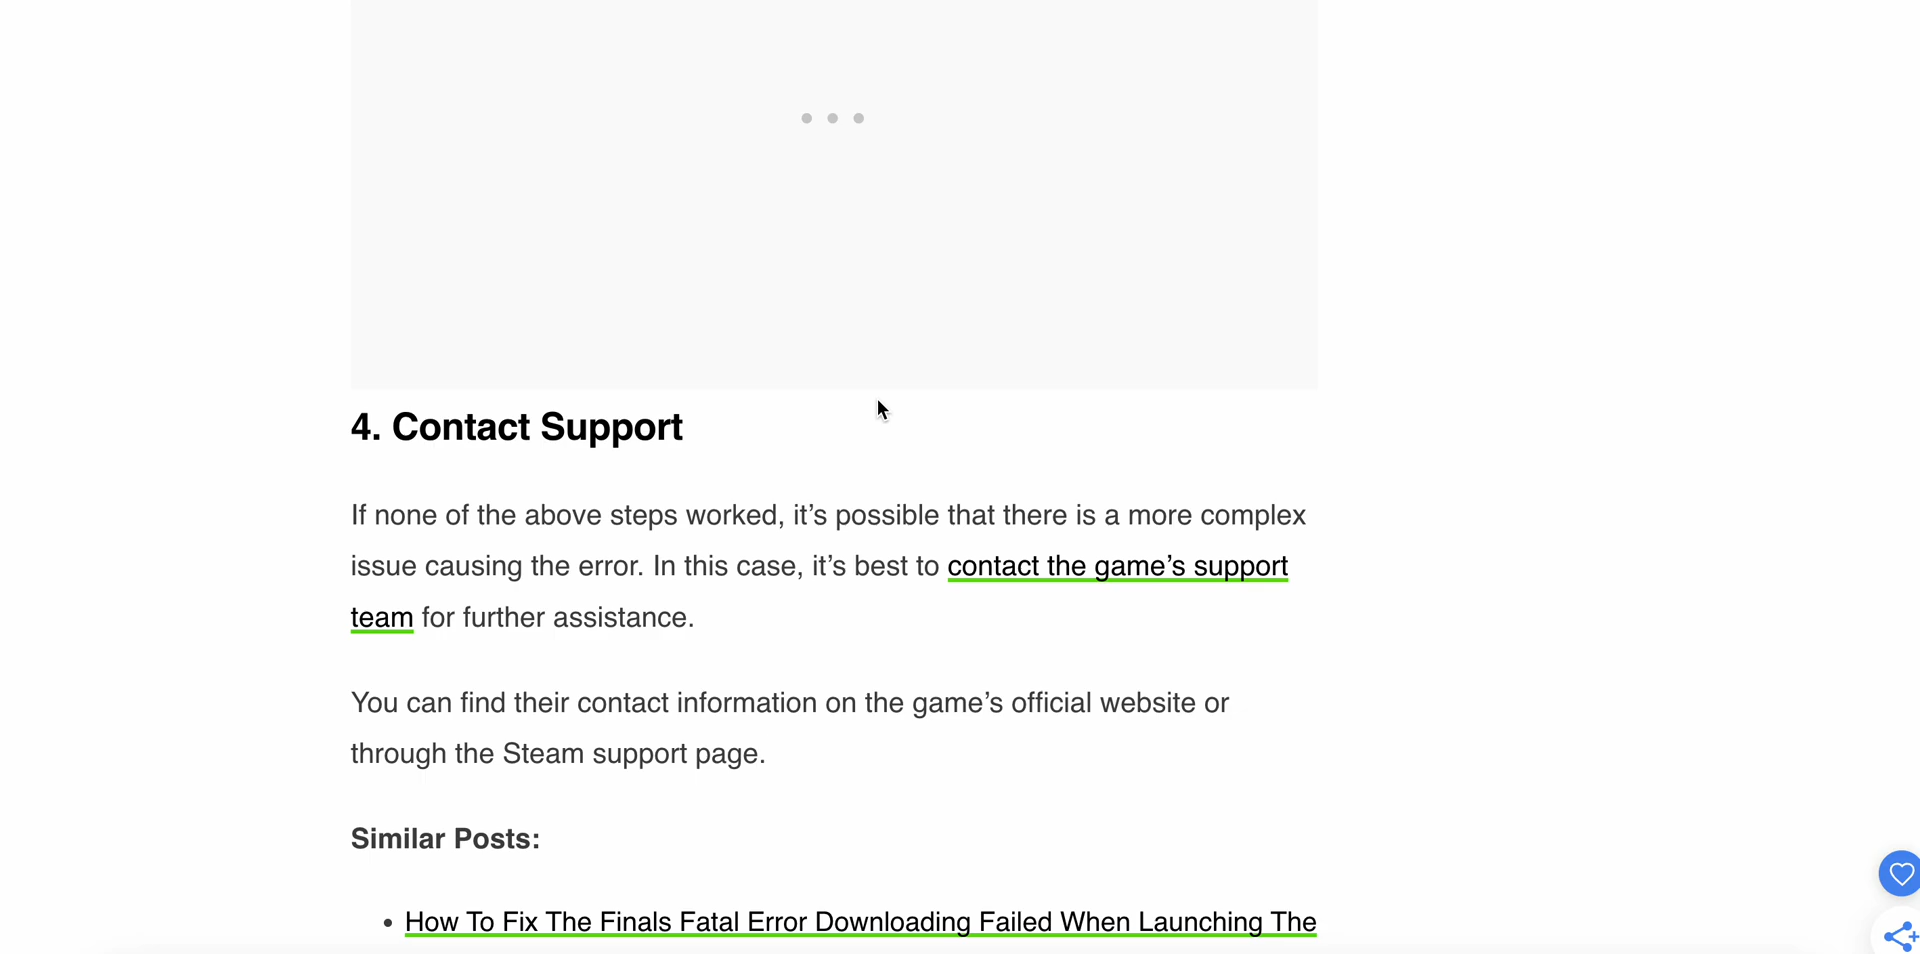 4. Contact Support
If none of the above steps worked, it’s possible that there is a more complex
issue causing the error. In this case, it’s best to contact the game’s support
team for further assistance.
You can find their contact information on the game’s official website or
through the Steam support page.
Similar Posts:
• How To Fix The Finals Fatal Error Downloading Failed When Launching The